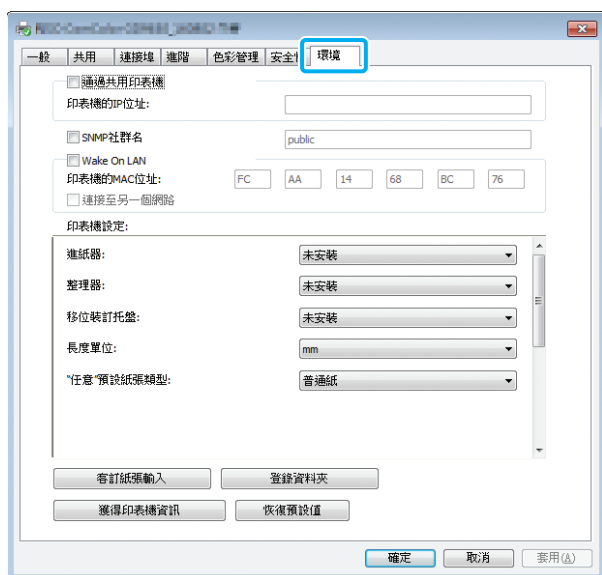 一般 共用 連接埠 進階 色彩管理 安全 環境
通過共用印表機
印表機的IP位址:
SNMP社群名 public
Wake On LAN
印表機的MAC位址: FC AA 14 68 BC 76
連接至另一個網路
印表機設定:
進紙器: 未安裝
整理器: 未安裝
移位裝訂托盤: 未安裝
長度單位: mm
"任意"預設紙張類型: 普通紙
客訂紙張輸入 登錄資料夾
獲得印表機資訊 恢復預設值
確定 取消 套用(A)